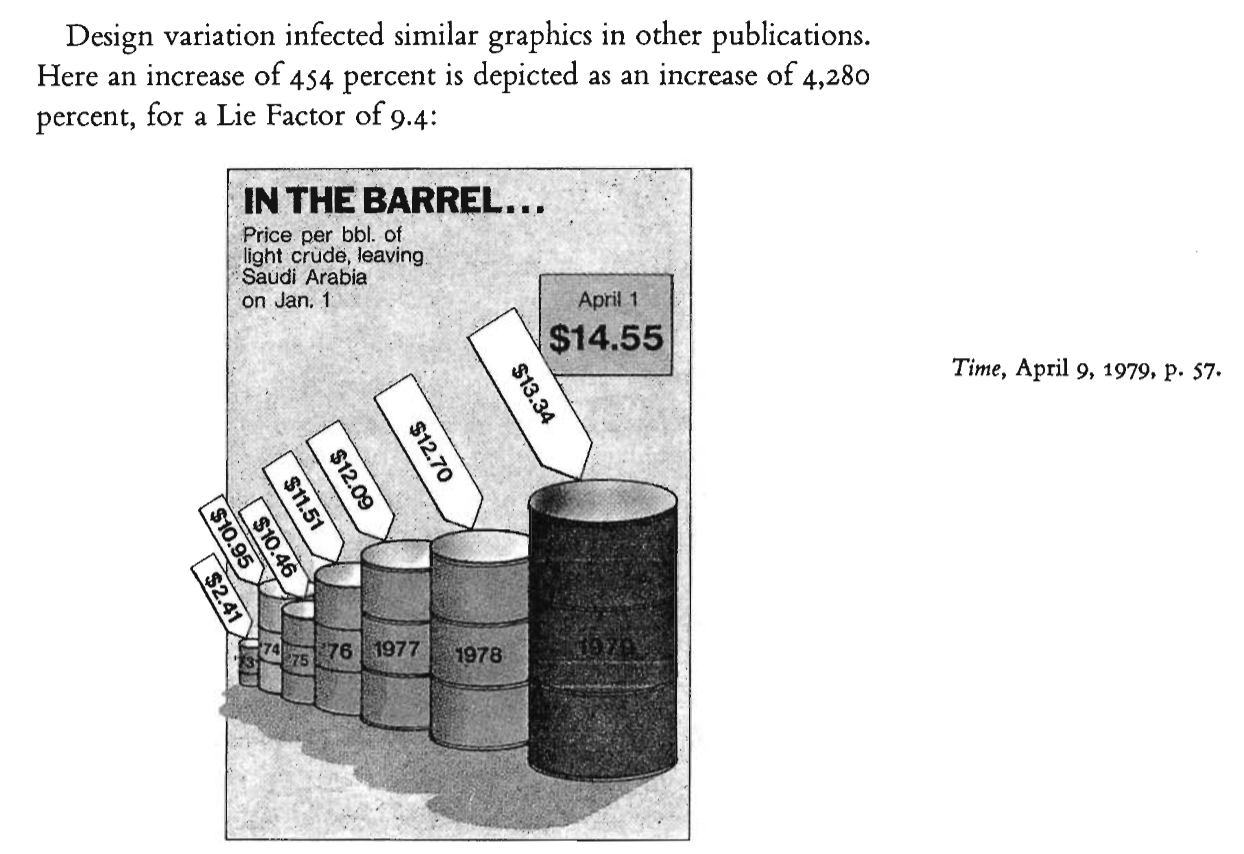 Design variation infected similar graphics in other publications.
Here an increase of 454 percent is depicted as an increase of 4,280
percent, for a Lie Factor of 9.4:
IN THE BARREL...
Price per bbl. of
light crude, leaving
Saudi Arabia
on Jan. 1
April 1
$14.55
$13.34
$12.70
$12.09
$11.51
$10.46
$10.95
$2.41
'73
'74
'75
'76
1977
1978
1979
Time, April 9, 1979, p. 57.